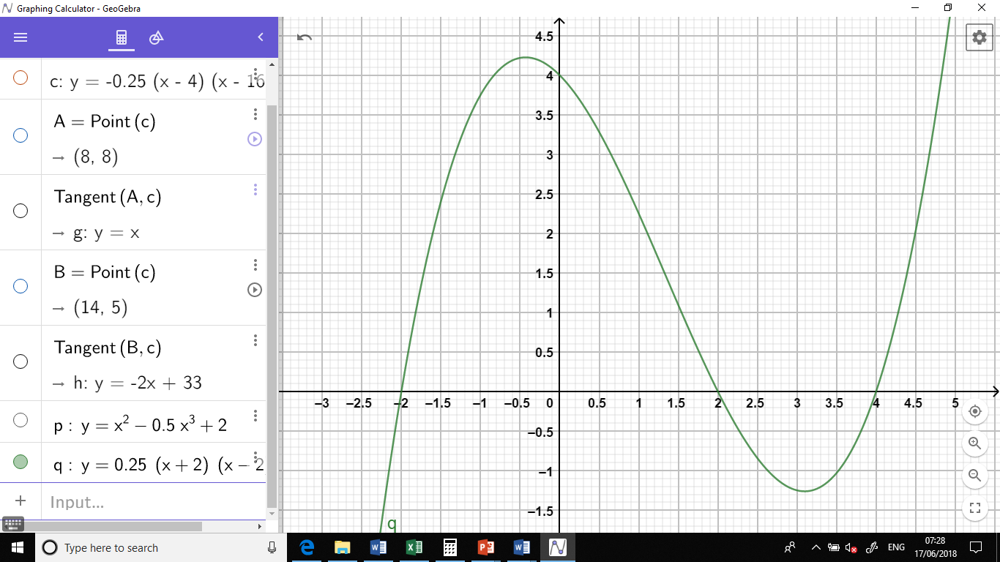 Graphing Calculator - GeoGebra
c: y = -0.25 (x - 4) (x - 16
A = Point (c)
→ (8, 8)
Tangent (A, c)
→ g: y = x
B = Point (c)
→ (14, 5)
Tangent (B, c)
→ h: y = -2x + 33
p : y = x² − 0.5 x³ + 2
q : y = 0.25 (x + 2) (x − 2
Input...
4.5
4
3.5
3
2.5
2
1.5
1
0.5
−3 −2.5 −2 −1.5 −1 −0.5 0 0.5 1 1.5 2 2.5 3 3.5 4 4.5 5
−0.5
−1
−1.5
q
Type here to search
ENG
07:28
17/06/2018